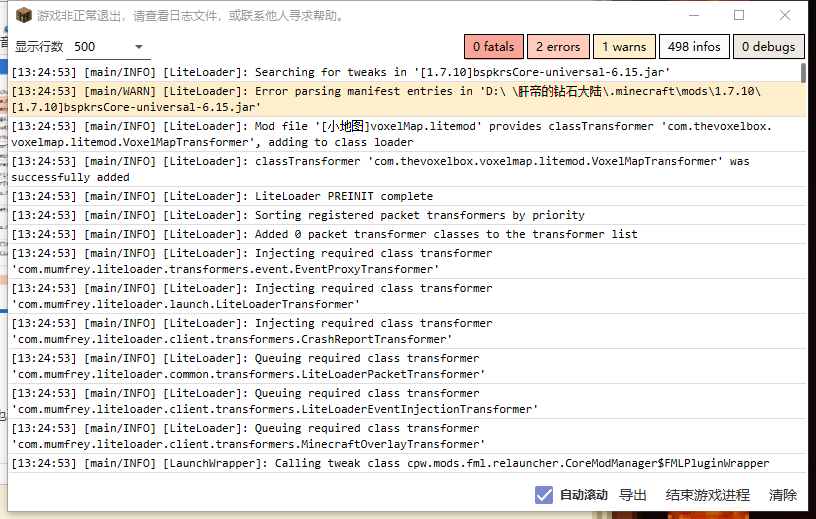 游戏非正常退出，请查看日志文件，或联系他人寻求帮助。
显示行数 500 0 fatals 2 errors 1 warns 498 infos 0 debugs
[13:24:53] [main/INFO] [LiteLoader]: Searching for tweaks in '[1.7.10]bspkrsCore-universal-6.15.jar'
[13:24:53] [main/WARN] [LiteLoader]: Error parsing manifest entries in 'D:\ \肝帝的钻石大陆\.minecraft\mods\1.7.10\
[1.7.10]bspkrsCore-universal-6.15.jar'
[13:24:53] [main/INFO] [LiteLoader]: Mod file '[小地图]voxelMap.litemod' provides classTransformer 'com.thevoxelbox.
voxelmap.litemod.VoxelMapTransformer', adding to class loader
[13:24:53] [main/INFO] [LiteLoader]: classTransformer 'com.thevoxelbox.voxelmap.litemod.VoxelMapTransformer' was
successfully added
[13:24:53] [main/INFO] [LiteLoader]: LiteLoader PREINIT complete
[13:24:53] [main/INFO] [LiteLoader]: Sorting registered packet transformers by priority
[13:24:53] [main/INFO] [LiteLoader]: Added 0 packet transformer classes to the transformer list
[13:24:53] [main/INFO] [LiteLoader]: Injecting required class transformer
'com.mumfrey.liteloader.transformers.event.EventProxyTransformer'
[13:24:53] [main/INFO] [LiteLoader]: Injecting required class transformer
'com.mumfrey.liteloader.launch.LiteLoaderTransformer'
[13:24:53] [main/INFO] [LiteLoader]: Injecting required class transformer
'com.mumfrey.liteloader.client.transformers.CrashReportTransformer'
[13:24:53] [main/INFO] [LiteLoader]: Queuing required class transformer
'com.mumfrey.liteloader.common.transformers.LiteLoaderPacketTransformer'
[13:24:53] [main/INFO] [LiteLoader]: Queuing required class transformer
'com.mumfrey.liteloader.client.transformers.LiteLoaderEventInjectionTransformer'
[13:24:53] [main/INFO] [LiteLoader]: Queuing required class transformer
'com.mumfrey.liteloader.client.transformers.MinecraftOverlayTransformer'
[13:24:53] [main/INFO] [LaunchWrapper]: Calling tweak class cpw.mods.fml.relauncher.CoreModManager$FMLPluginWrapper
自动滚动 导出 结束游戏进程 清除